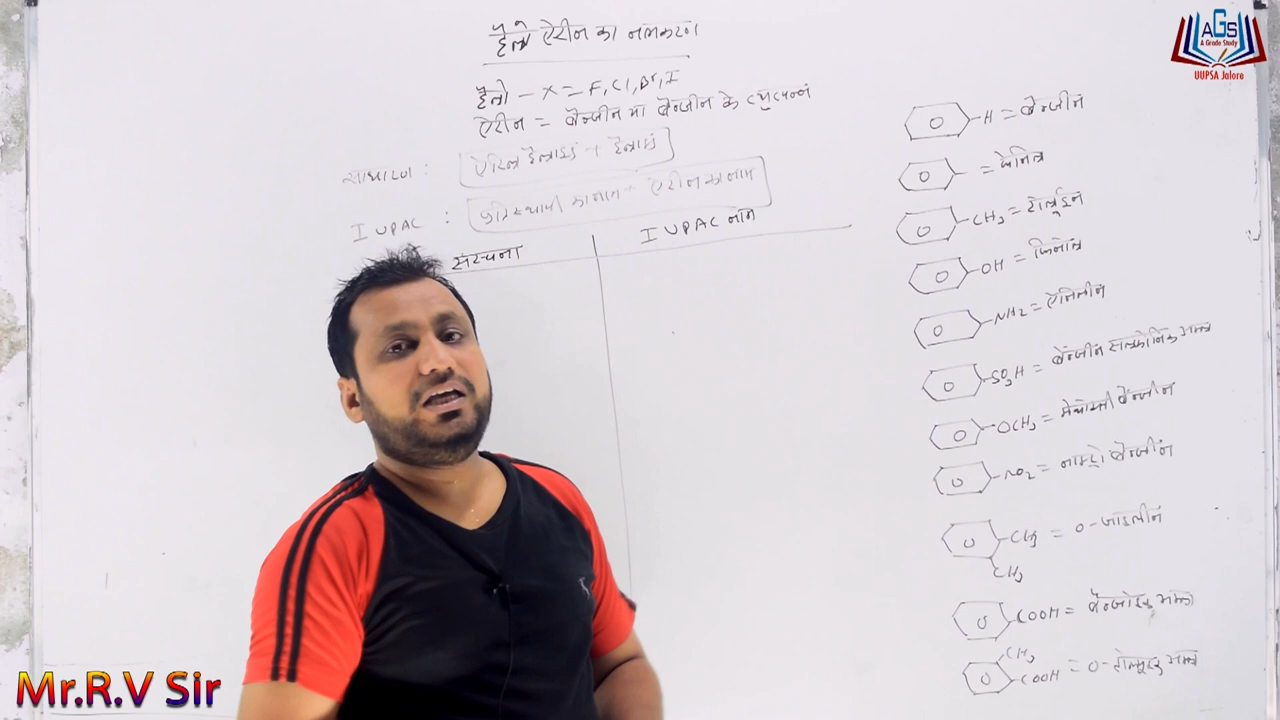 हैलो ऐरीन का नामकरण
हैलो – X = F, Cl, Br, I
ऐरीन = बैन्जीन या बैन्जीन के व्युत्पन्न
साधारण : ऐरिल हैलाइड +
IUPAC : प्रतिस्थापी का नाम + ऐरीन का नाम
संरचना
IUPAC नाम
-H = बैन्जीन
= फेनिल
-CH3 = टोलूईन
-OH = फिनोल
-NH2 = ऐनिलीन
-SO3H = बैन्जीन सल्फोनिक अम्ल
-OCH3 = मेथोक्सी बैन्जीन
-NO2 = नाइट्रो बैन्जीन
-CH3 = O-जाइलीन
CH3
COOH = बैन्जोइक अम्ल
CH3
COOH = O-टोलूइक अम्ल
AGS
A Grade Study
UUPSA Jalore
Mr.R.V Sir